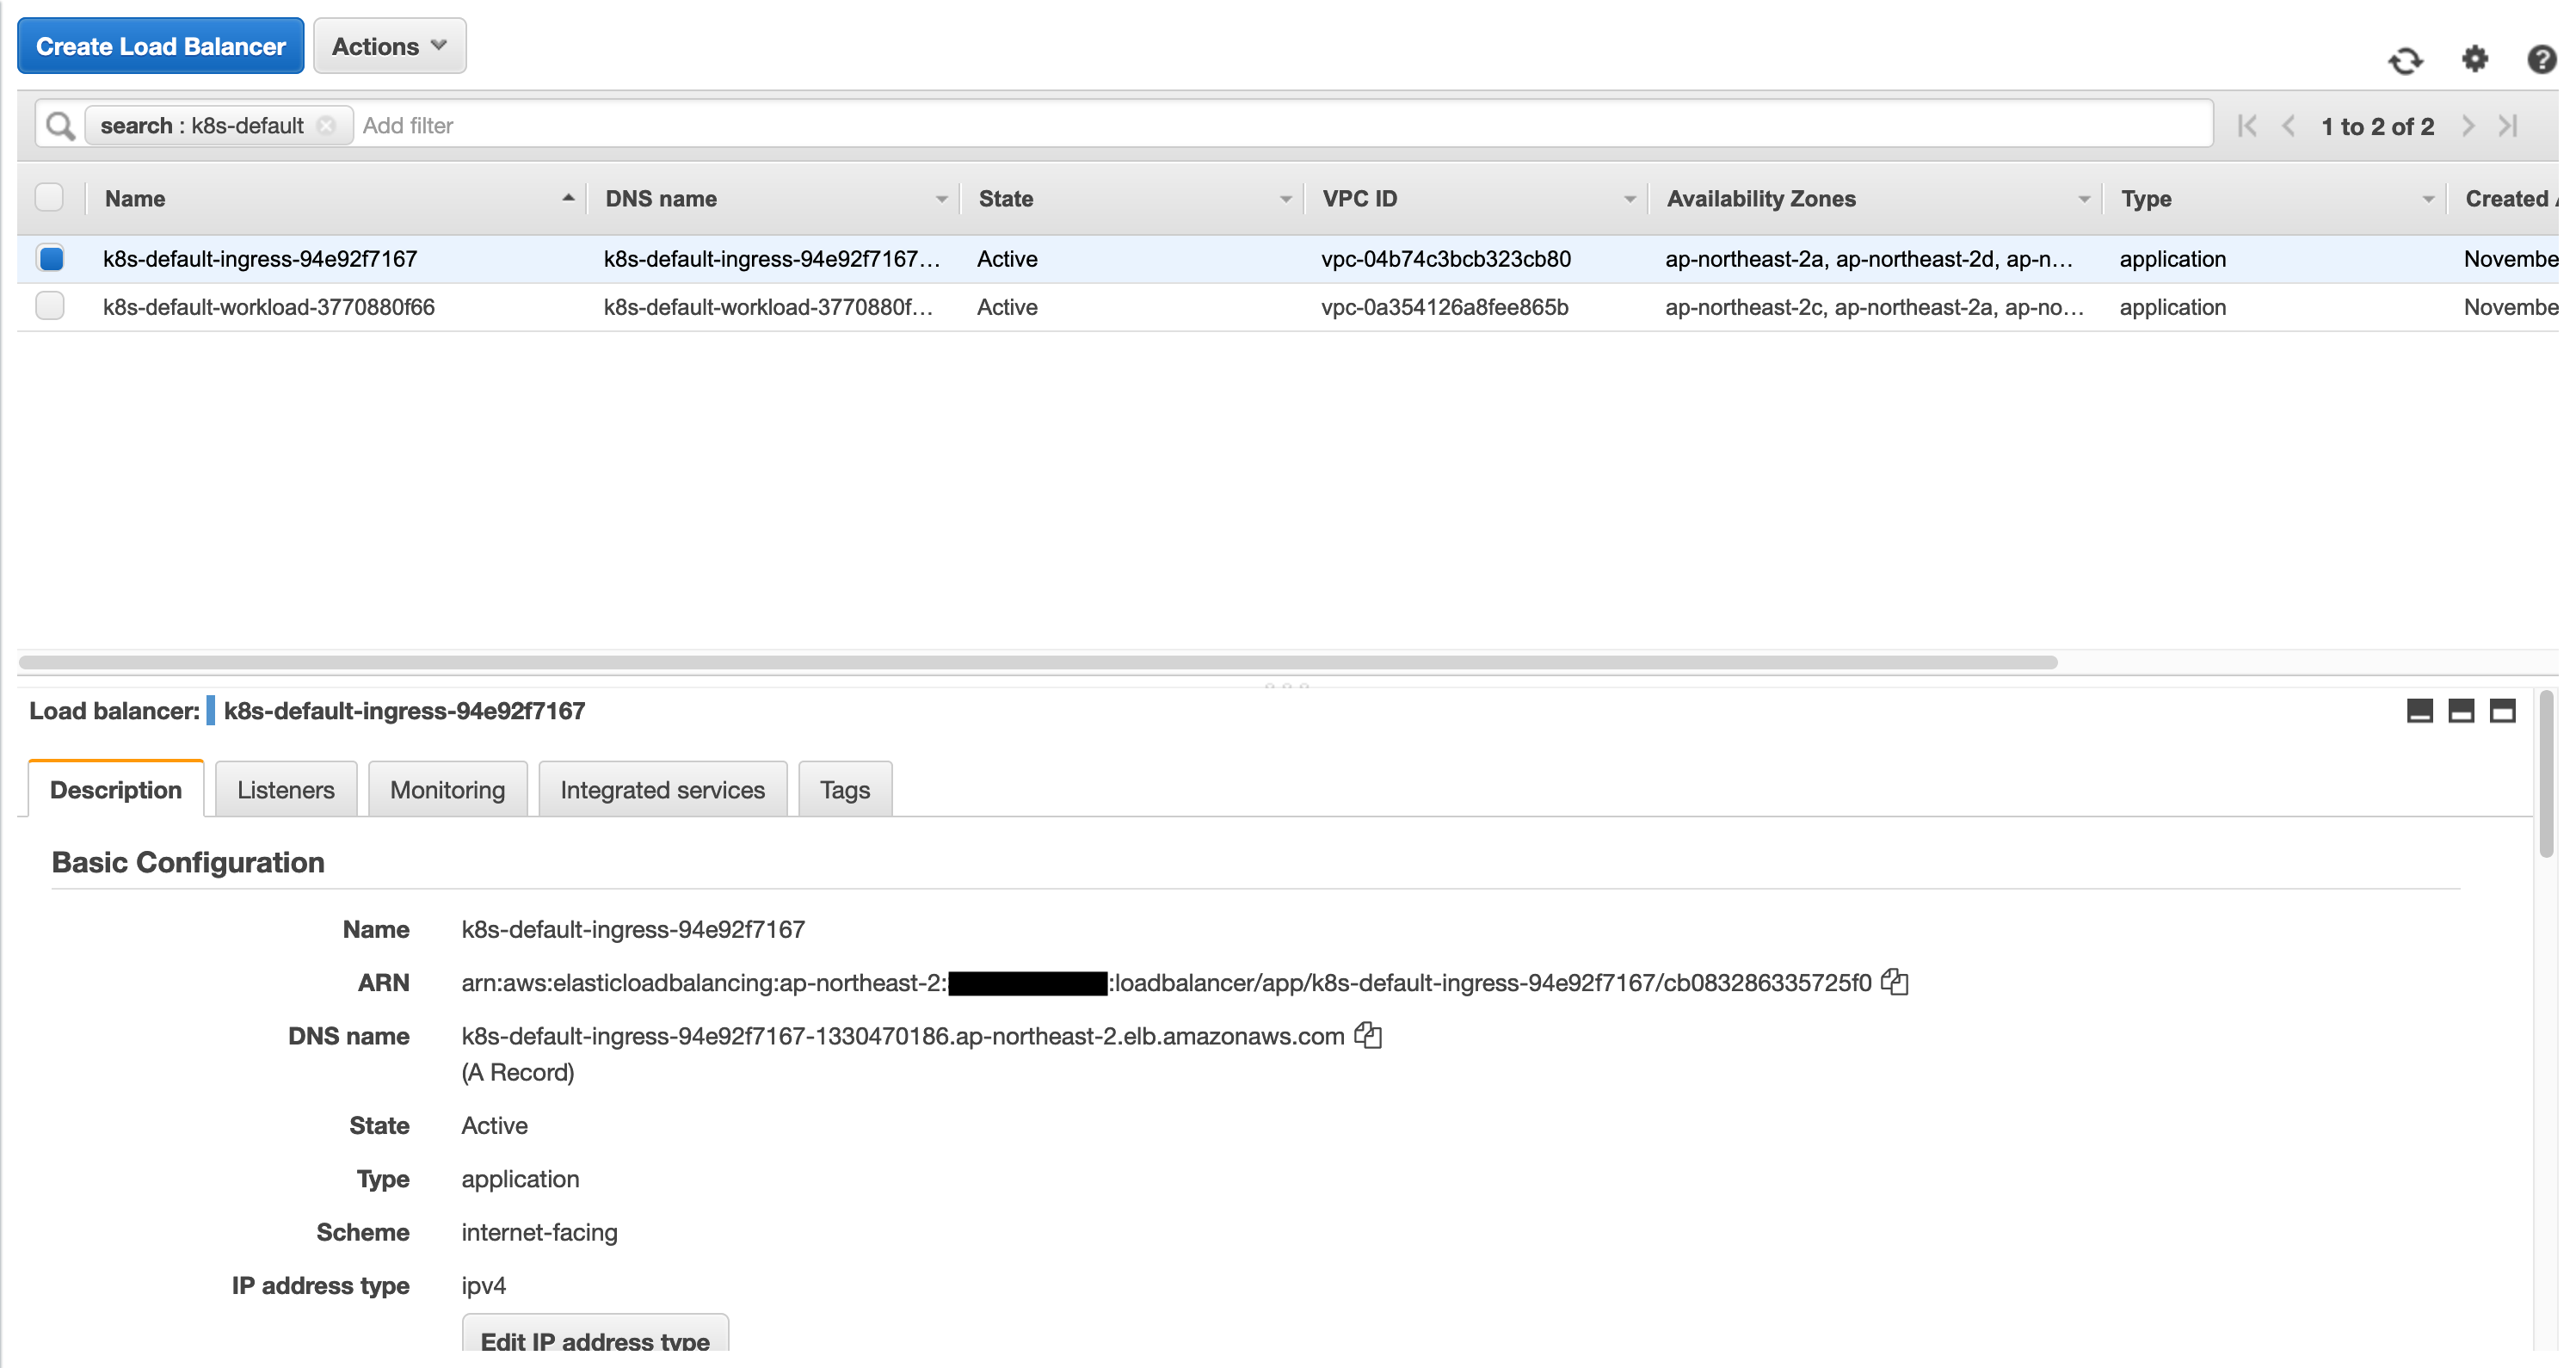 Create Load Balancer Actions
search : k8s-default Add filter 1 to 2 of 2
Name DNS name State VPC ID Availability Zones Type Created
k8s-default-ingress-94e92f7167 k8s-default-ingress-94e92f7167… Active vpc-04b74c3bcb323cb80 ap-northeast-2a, ap-northeast-2d, ap-n… application Novembe
k8s-default-workload-3770880f66 k8s-default-workload-3770880f… Active vpc-0a354126a8fee865b ap-northeast-2c, ap-northeast-2a, ap-no… application Novembe
Load balancer: k8s-default-ingress-94e92f7167
Description Listeners Monitoring Integrated services Tags
Basic Configuration
Name k8s-default-ingress-94e92f7167
ARN arn:aws:elasticloadbalancing:ap-northeast-2: :loadbalancer/app/k8s-default-ingress-94e92f7167/cb083286335725f0
DNS name k8s-default-ingress-94e92f7167-1330470186.ap-northeast-2.elb.amazonaws.com
(A Record)
State Active
Type application
Scheme internet-facing
IP address type ipv4
Edit IP address type